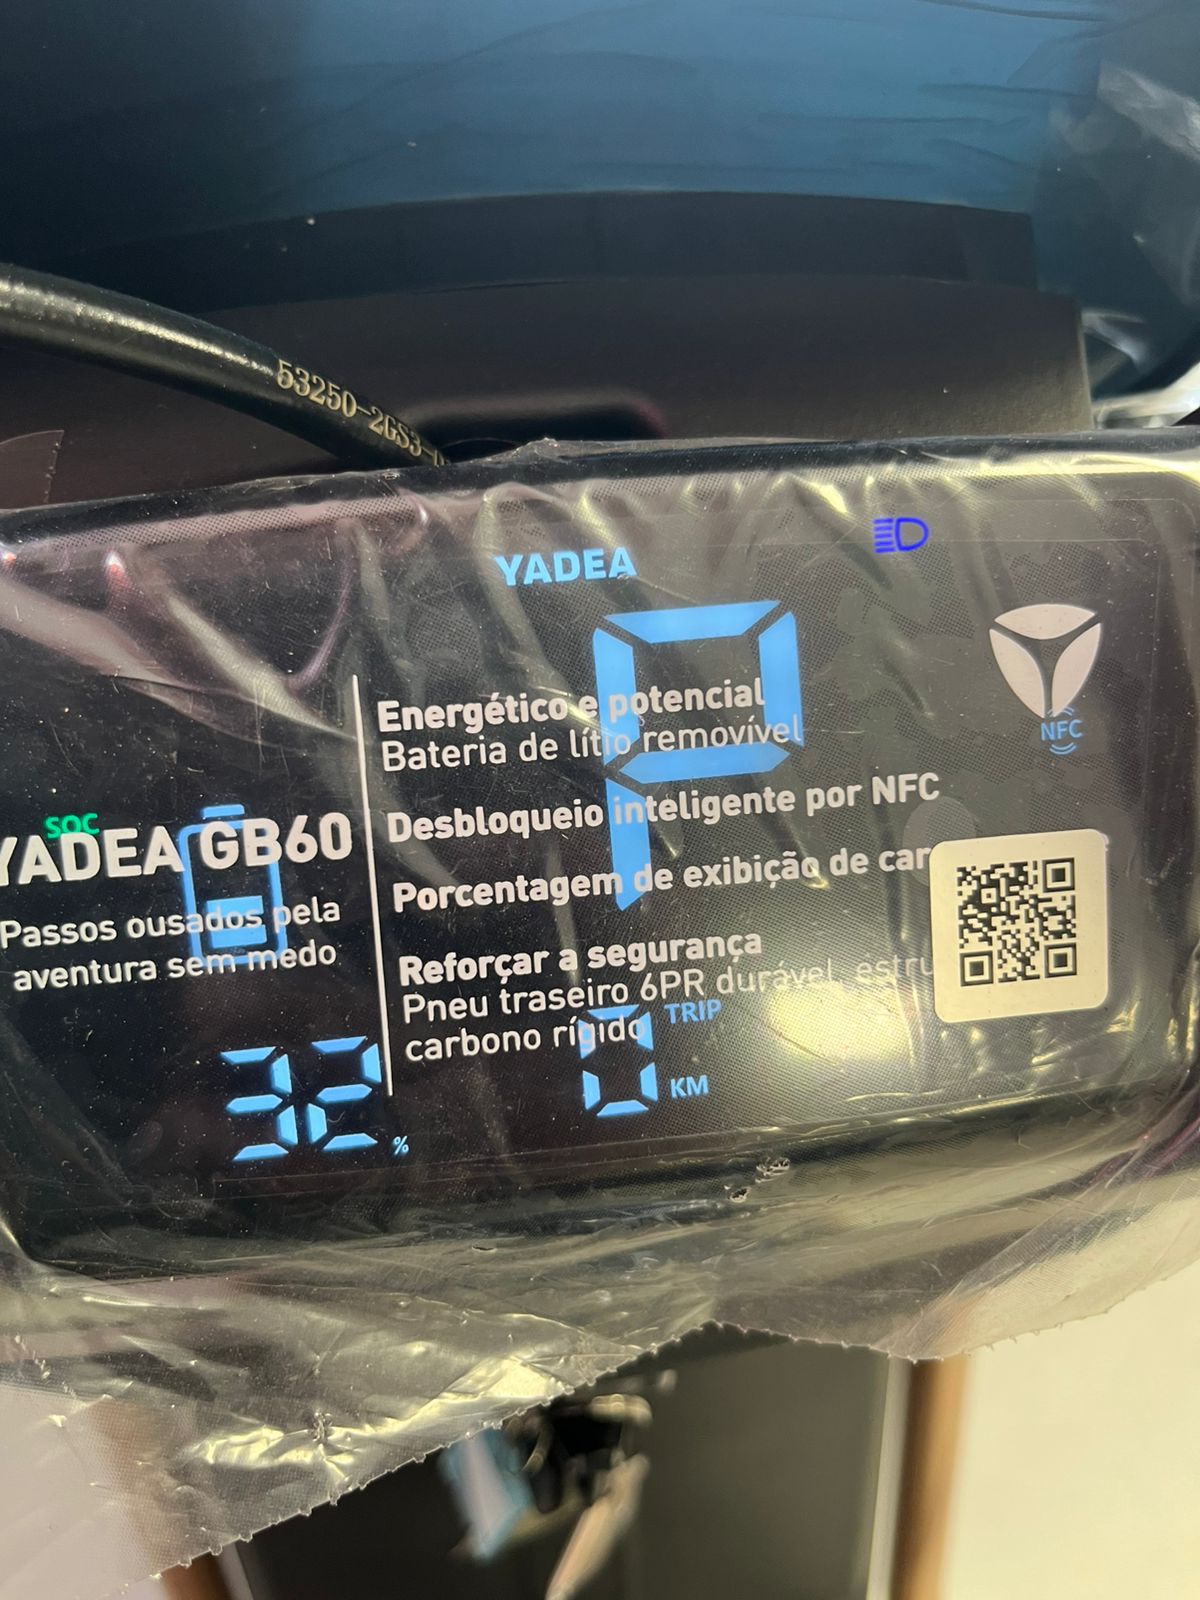 53250-2GS3-
YADEA
Energético e potencial
Bateria de lítio removível
NFC
Desbloqueio inteligente por NFC
SOC
YADEA GB60
Porcentagem de exibição de car
Passos ousados pela
aventura sem medo
Reforçar a segurança
Pneu traseiro 6PR durável, estru
carbono rígido
P
TRIP
0 KM
32 %